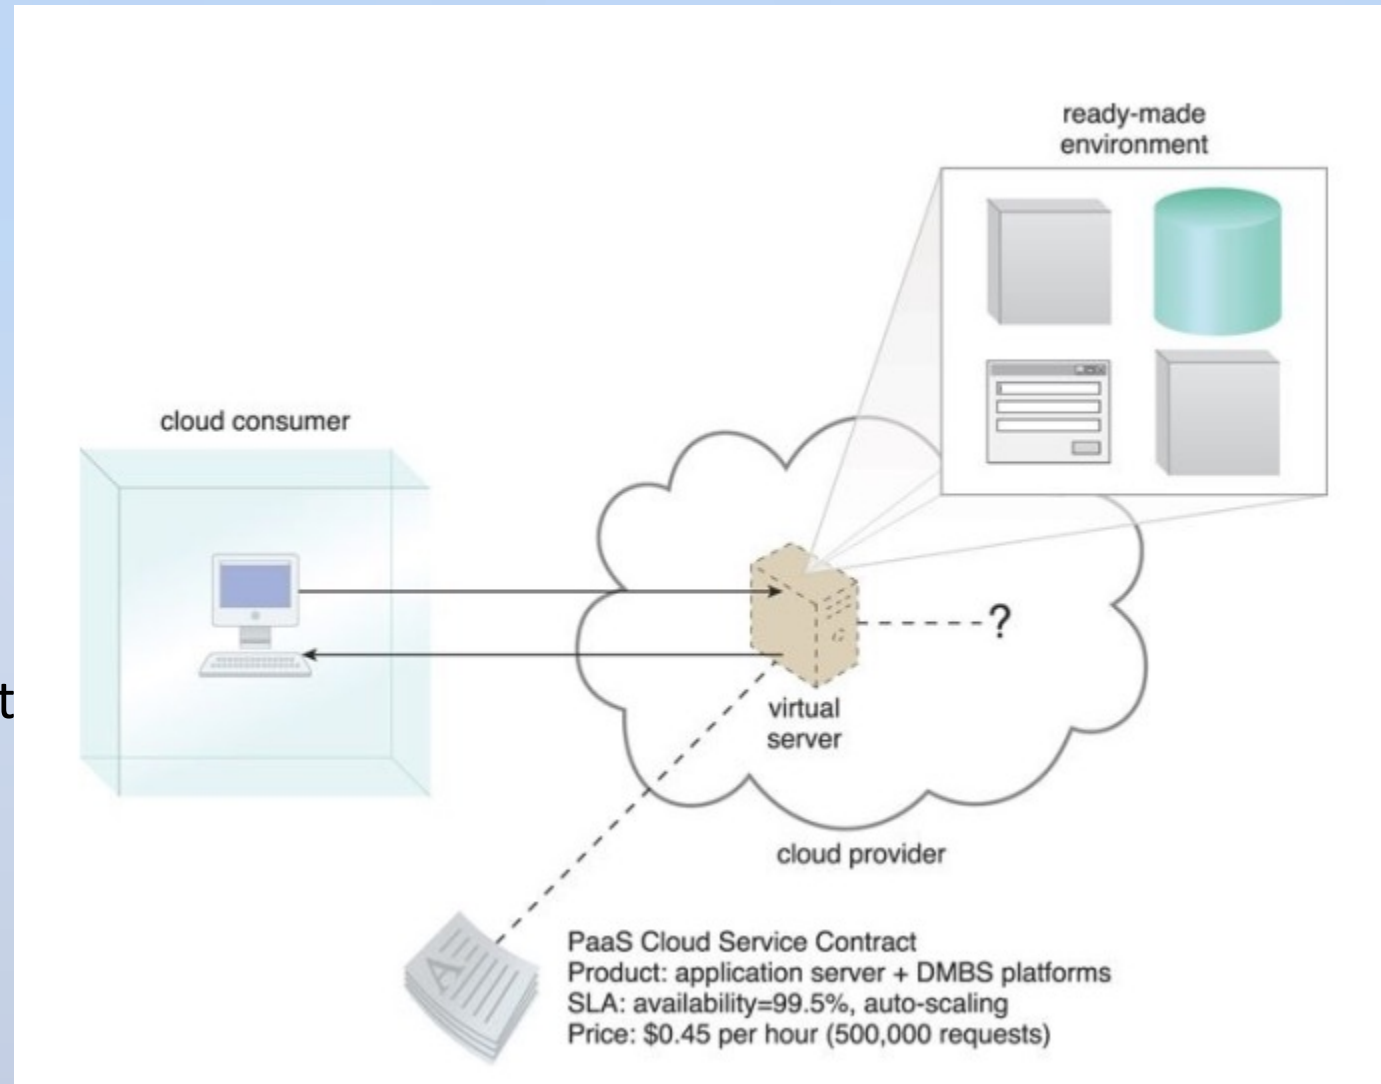 ready-made
environment
cloud consumer
?
t
virtual
server
cloud provider
A
PaaS Cloud Service Contract
Product: application server + DMBS platforms
SLA: availability=99.5%, auto-scaling
Price: $0.45 per hour (500,000 requests)